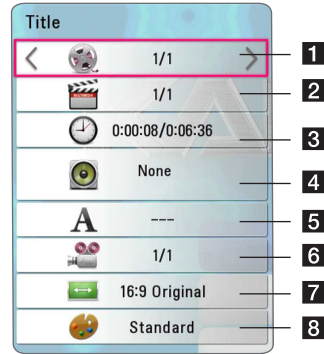 Title
1/1 1
1/1 2
0:00:08/0:06:36 3
None 4
A --- 5
1/1 6
16:9 Original 7
Standard 8